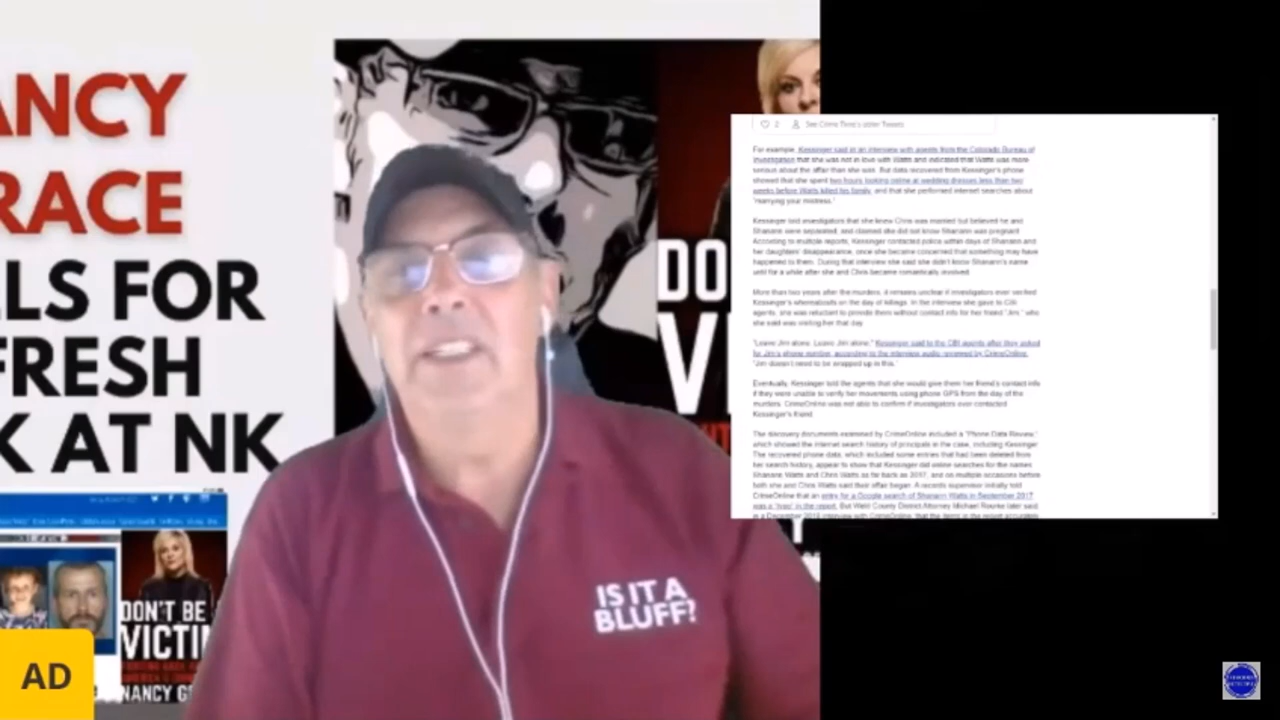 ANCY
RACE
LS FOR
FRESH
K AT NK
DON'T BE
VICTI
NANCY G
AD
DO
V
IS IT A
BLUFF?
See Crime Time's other Tweets
For example, Kessinger said in an interview with agents from the Colorado Bureau of
Investigation that she was not in love with Watts and indicated that Watts was more
serious about the affair than she was. But data recovered from Kessinger's phone
showed that she spent two hours looking online at wedding dresses less than two
weeks before Watts killed his family, and that she performed internet searches about
"marrying your mistress."
Kessinger told investigators that she knew Chris was married but believed he and
Shanann were separated, and claimed she did not know Shanann was pregnant.
According to multiple reports, Kessinger contacted police within days of Shanann and
her daughters' disappearance, once she became concerned that something may have
happened to them. During that interview she said she didn't know Shanann's name
until for a while after she and Chris became romantically involved.
More than two years after the murders, it remains unclear if investigators ever verified
Kessinger's whereabouts on the day of killings. In the interview she gave to CBI
agents, she was reluctant to provide them without contact info for her friend "Jim," who
she said was visiting her that day.
"Leave Jim alone. Leave Jim alone," Kessinger said to the CBI agents after they asked
for Jim's phone number, according to the interview audio reviewed by CrimeOnline.
"Jim doesn't need to be wrapped up in this."
Eventually, Kessinger told the agents that she would give them her friend's contact info
if they were unable to verify her movements using phone GPS from the day of the
murders. CrimeOnline was not able to confirm if investigators ever contacted
Kessinger's friend.
The discovery documents examined by CrimeOnline included a "Phone Data Review,"
which showed the internet search history of principals in the case, including Kessinger.
The recovered phone data, which included some entries that had been deleted from
her search history, appear to show that Kessinger did online searches for the names
Shanann Watts and Chris Watts as far back as 2017, and on multiple occasions before
both she and Chris Watts said their affair began. A records supervisor initially told
CrimeOnline that an entry for a Google search of Shanann Watts in September 2017
was a "typo" in the report. But Weld County District Attorney Michael Rourke later said
in a December 2018 interview with CrimeOnline, that the items in the report accurately